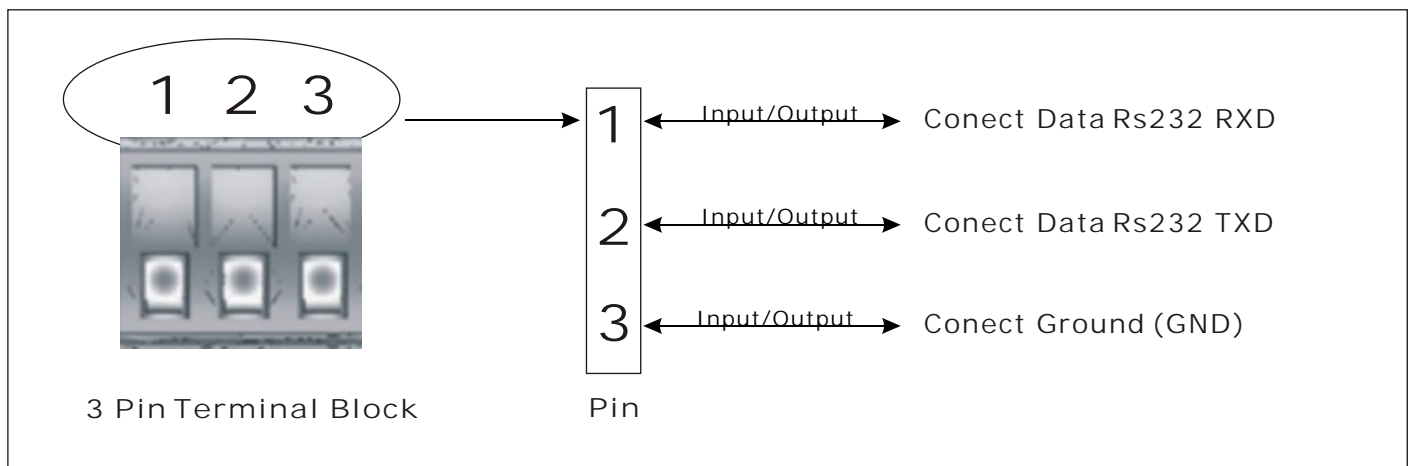 1 2 3
1 Input/Output Conect Data Rs232 RXD
2 Input/Output Conect Data Rs232 TXD
3 Input/Output Conect Ground (GND)
3 Pin Terminal Block
Pin